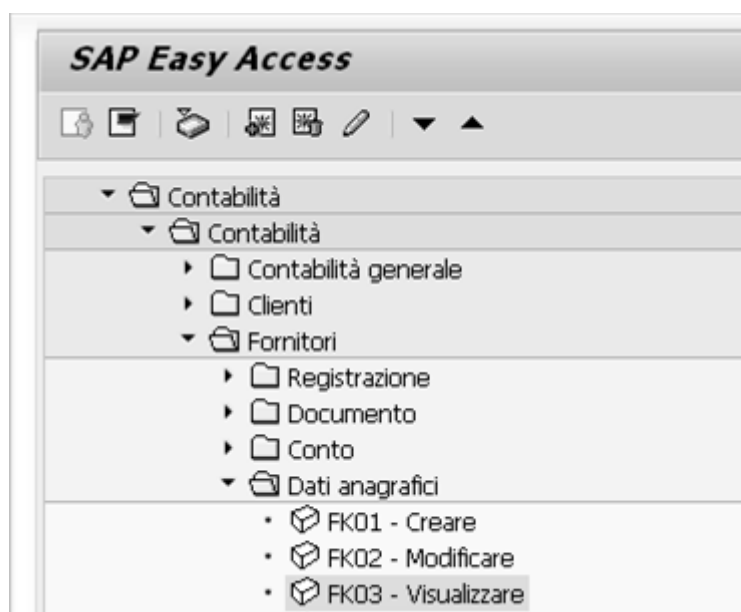 SAP Easy Access
Contabilità
Contabilità
Contabilità generale
Clienti
Fornitori
Registrazione
Documento
Conto
Dati anagrafici
FK01 - Creare
FK02 - Modificare
FK03 - Visualizzare